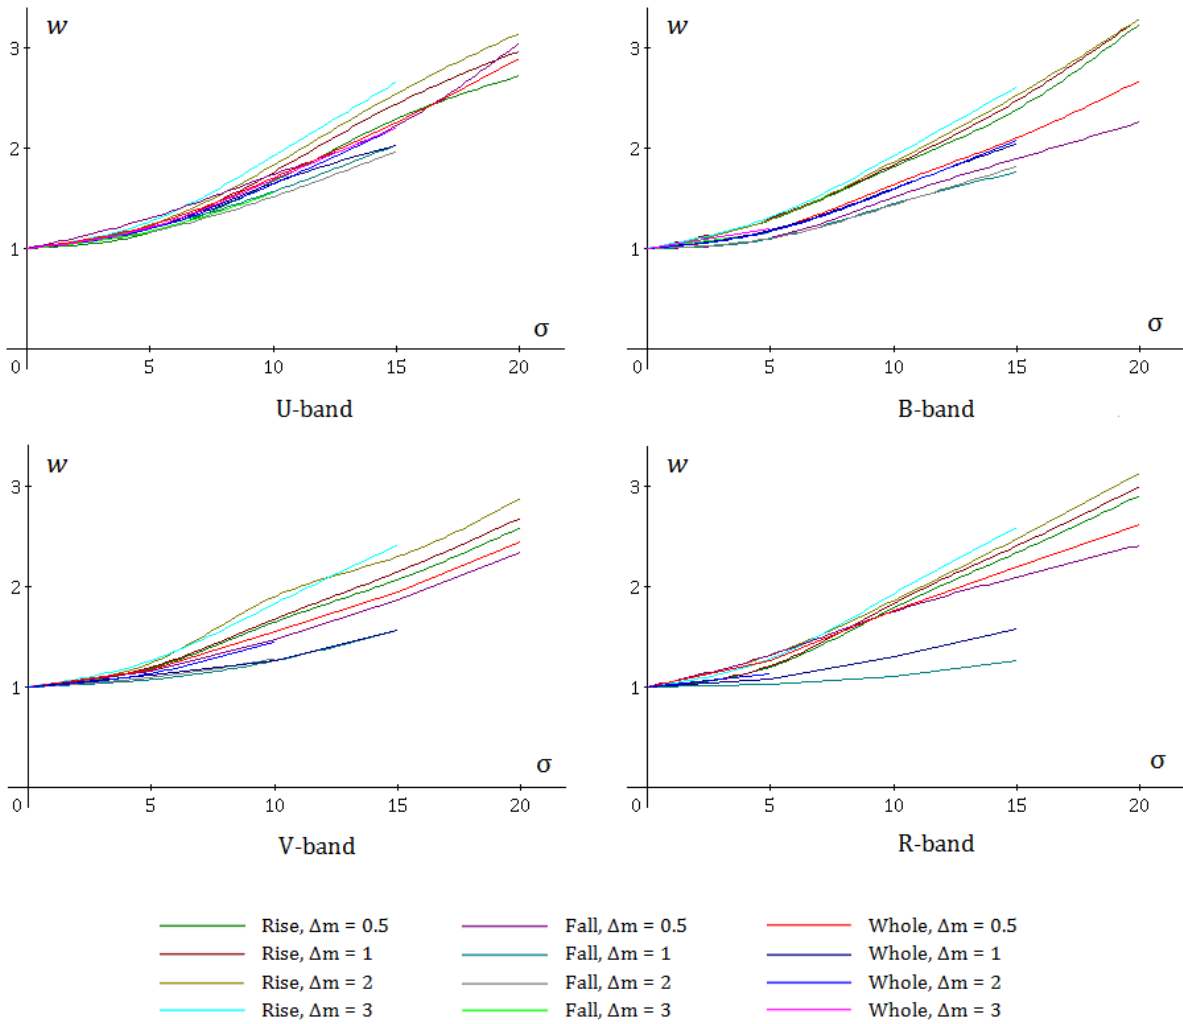 w
w
3
2
1
σ
0
5
10
15
20
U-band
3
2
1
σ
0
5
10
15
20
B-band
w
3
2
1
σ
0
5
10
15
20
V-band
w
3
2
1
σ
0
5
10
15
20
R-band
Rise, Δm = 0.5
Fall, Δm = 0.5
Whole, Δm = 0.5
Rise, Δm = 1
Fall, Δm = 1
Whole, Δm = 1
Rise, Δm = 2
Fall, Δm = 2
Whole, Δm = 2
Rise, Δm = 3
Fall, Δm = 3
Whole, Δm = 3